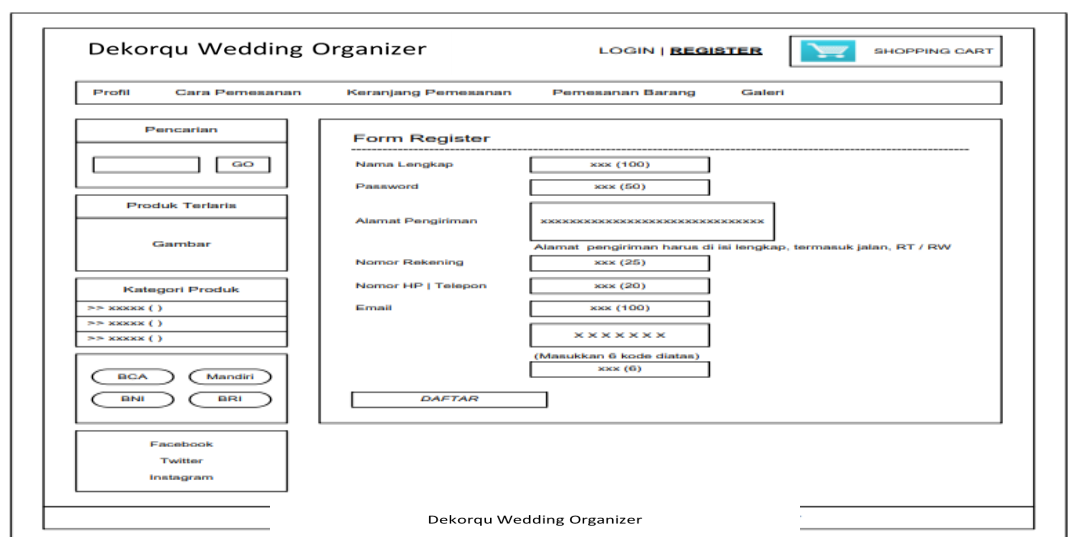 Dekorqu Wedding Organizer
LOGIN | REGISTER
SHOPPING CART
Profil Cara Pemesanan Keranjang Pemesanan Pemesanan Barang Galeri
Pencarian
GO
Produk Terlaris
Gambar
Kategori Produk
>> xxxxx ( )
>> xxxxx ( )
>> xxxxx ( )
BCA Mandiri
BNI BRI
Facebook
Twitter
Instagram
Form Register
Nama Lengkap xxx (100)
Password xxx (50)
Alamat Pengiriman xxxxxxxxxxxxxxxxxxxxxxxxxxxxxxx
Alamat pengiriman harus di isi lengkap, termasuk jalan, RT / RW
Nomor Rekening xxx (25)
Nomor HP | Telepon xxx (20)
Email xxx (100)
X X X X X X X
(Masukkan 6 kode diatas)
xxx (6)
DAFTAR
Dekorqu Wedding Organizer